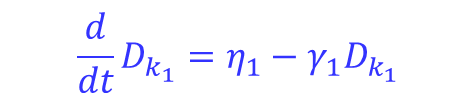 d/dt D_{k_1} = η_1 − γ_1 D_{k_1}